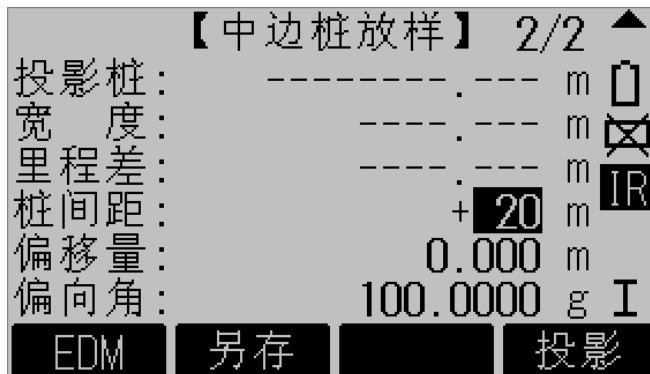 【中边桩放样】 2/2
投影桩: --------.--- m
宽 度: ----.--- m
里程差: ----.--- m
IR
桩间距: +20 m
偏移量: 0.000 m
偏向角: 100.0000 g I
EDM 另存 投影